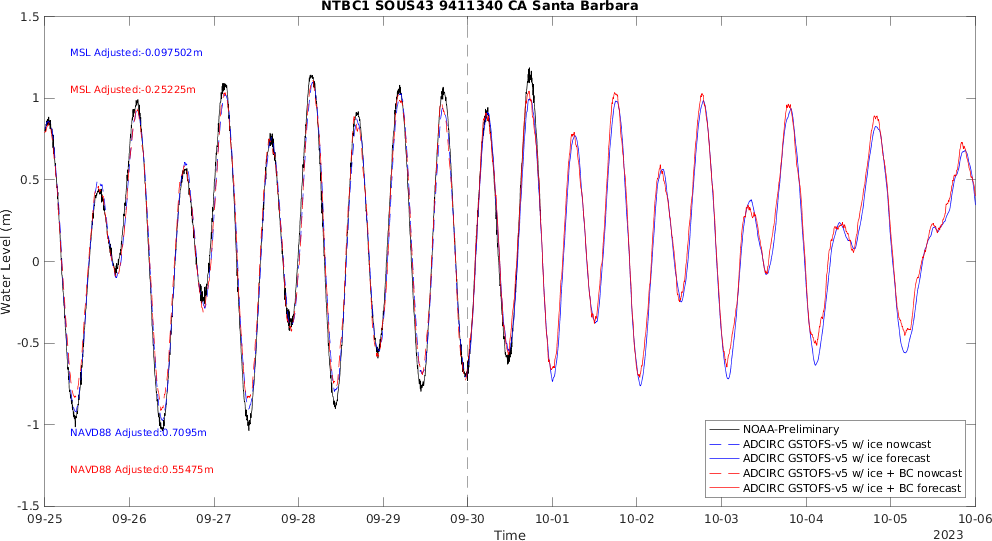 NTBC1 SOUS43 9411340 CA Santa Barbara
1.5
MSL Adjusted:-0.097502m
MSL Adjusted:-0.25225m
1
0.5
Water Level (m)
0
-0.5
-1
NAVD88 Adjusted:0.7095m
NAVD88 Adjusted:0.55475m
NOAA-Preliminary
ADCIRC GSTOFS-v5 w/ ice nowcast
ADCIRC GSTOFS-v5 w/ ice forecast
ADCIRC GSTOFS-v5 w/ ice + BC nowcast
ADCIRC GSTOFS-v5 w/ ice + BC forecast
-1.5
09-25 09-26 09-27 09-28 09-29 09-30 10-01 10-02 10-03 10-04 10-05 10-06
Time
2023